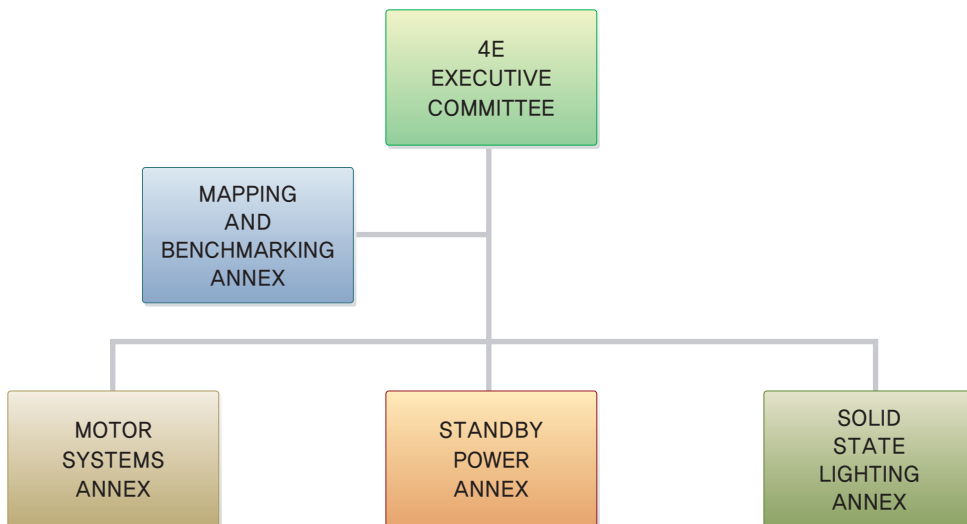 4E
EXECUTIVE
COMMITTEE
MAPPING
AND
BENCHMARKING
ANNEX
MOTOR
SYSTEMS
ANNEX
STANDBY
POWER
ANNEX
SOLID
STATE
LIGHTING
ANNEX